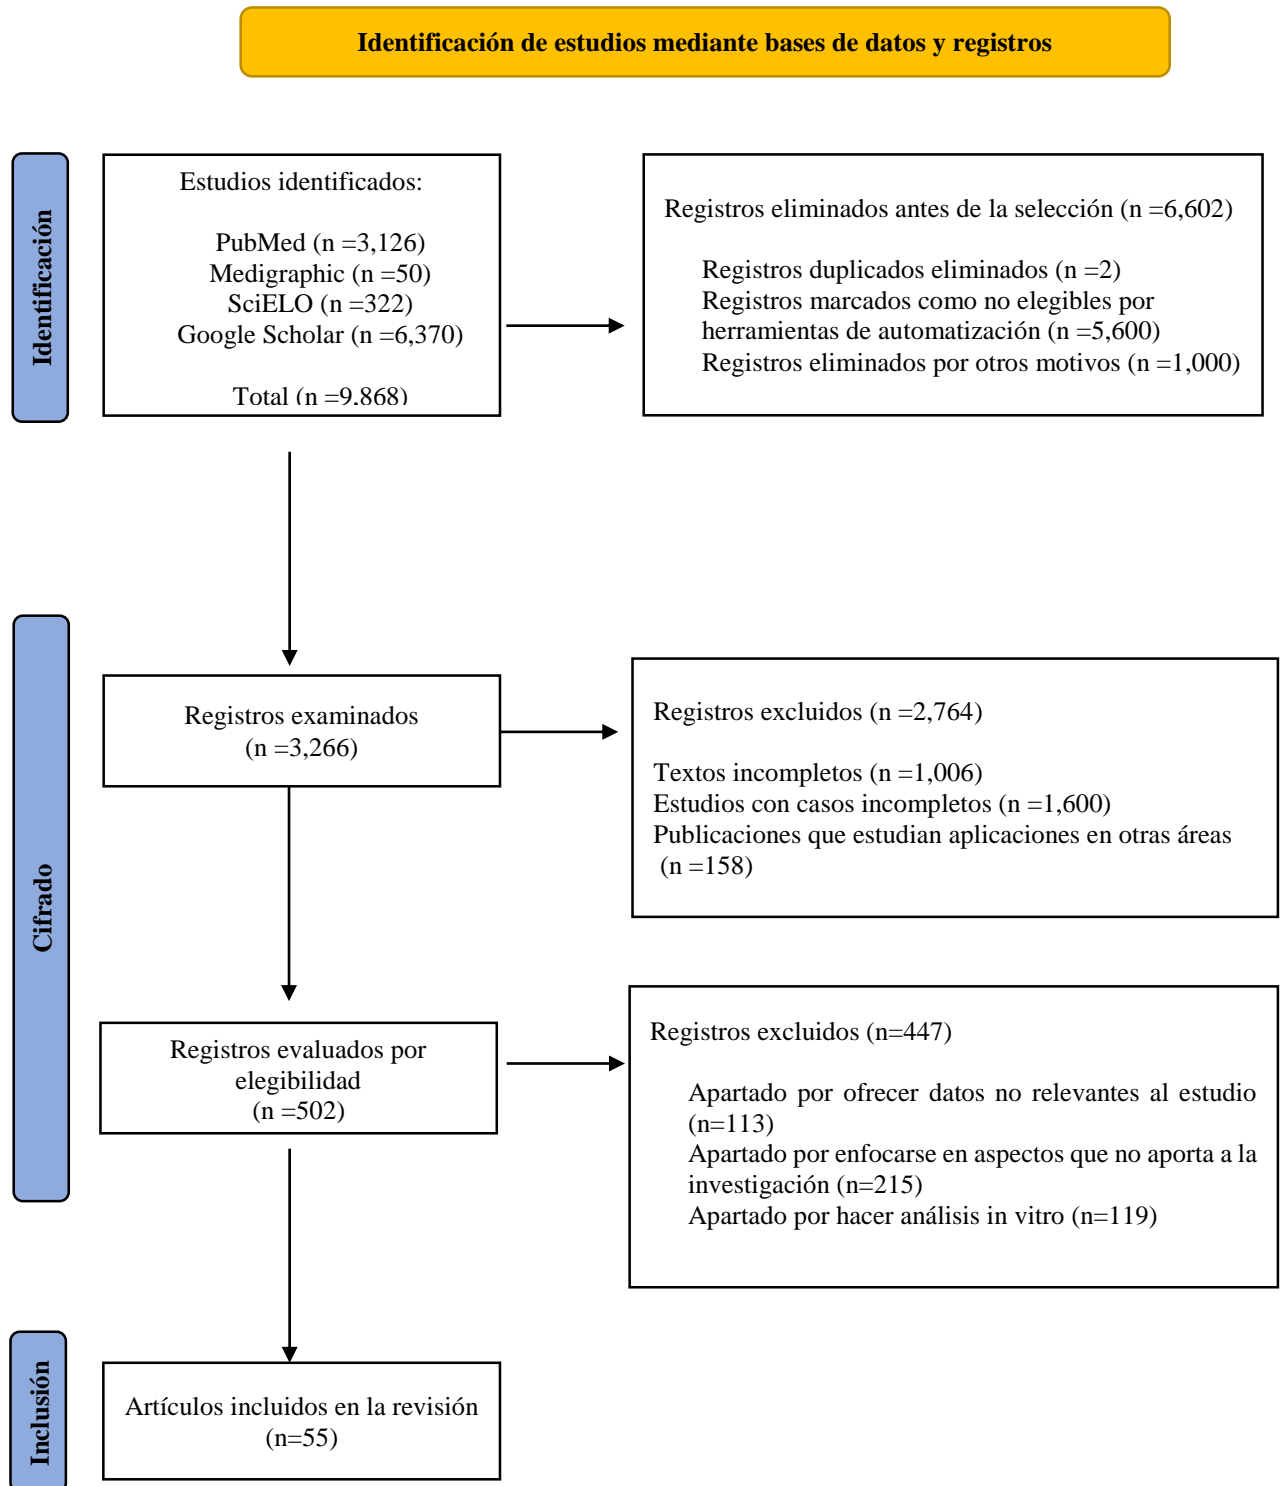 Identificación de estudios mediante bases de datos y registros
Identificación
Estudios identificados:
PubMed (n =3,126)
Medigraphic (n =50)
SciELO (n =322)
Google Scholar (n =6,370)
Total (n =9,868)
Registros eliminados antes de la selección (n =6,602)
Registros duplicados eliminados (n =2)
Registros marcados como no elegibles por
herramientas de automatización (n =5,600)
Registros eliminados por otros motivos (n =1,000)
Cifrado
Registros examinados
(n =3,266)
Registros excluidos (n =2,764)
Textos incompletos (n =1,006)
Estudios con casos incompletos (n =1,600)
Publicaciones que estudian aplicaciones en otras áreas
(n =158)
Registros evaluados por
elegibilidad
(n =502)
Registros excluidos (n=447)
Apartado por ofrecer datos no relevantes al estudio
(n=113)
Apartado por enfocarse en aspectos que no aporta a la
investigación (n=215)
Apartado por hacer análisis in vitro (n=119)
Inclusión
Artículos incluidos en la revisión
(n=55)